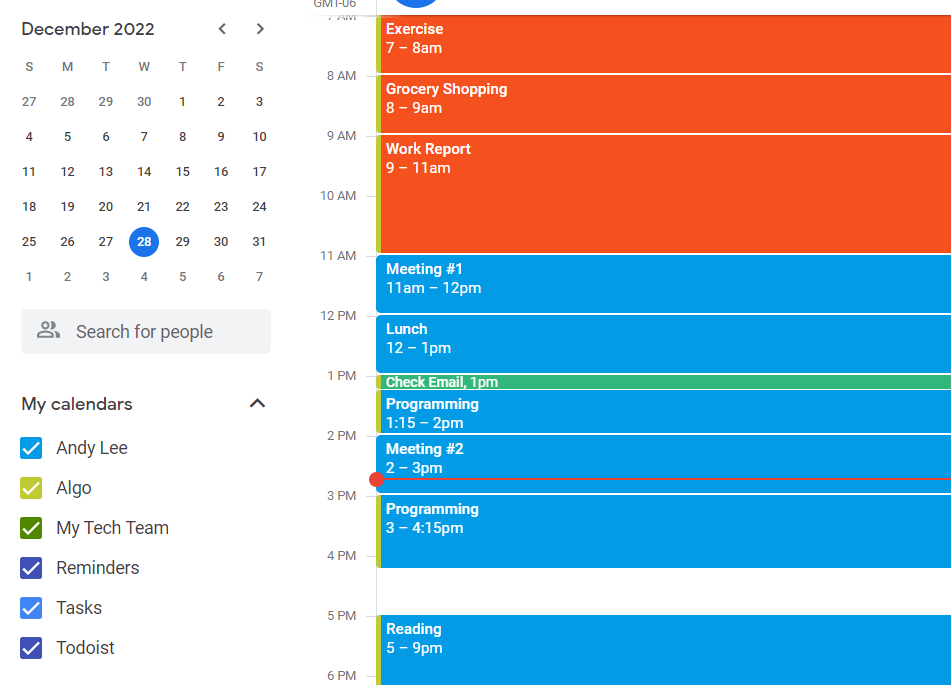 December 2022
S M T W T F S
27 28 29 30 1 2 3
4 5 6 7 8 9 10
11 12 13 14 15 16 17
18 19 20 21 22 23 24
25 26 27 28 29 30 31
1 2 3 4 5 6 7
Search for people
My calendars
Andy Lee
Algo
My Tech Team
Reminders
Tasks
Todoist
GMT-06
7 AM
Exercise
7 – 8am
8 AM
Grocery Shopping
8 – 9am
9 AM
Work Report
9 – 11am
10 AM
11 AM
Meeting #1
11am – 12pm
12 PM
Lunch
12 – 1pm
1 PM
Check Email, 1pm
Programming
1:15 – 2pm
2 PM
Meeting #2
2 – 3pm
3 PM
Programming
3 – 4:15pm
4 PM
5 PM
Reading
5 – 9pm
6 PM